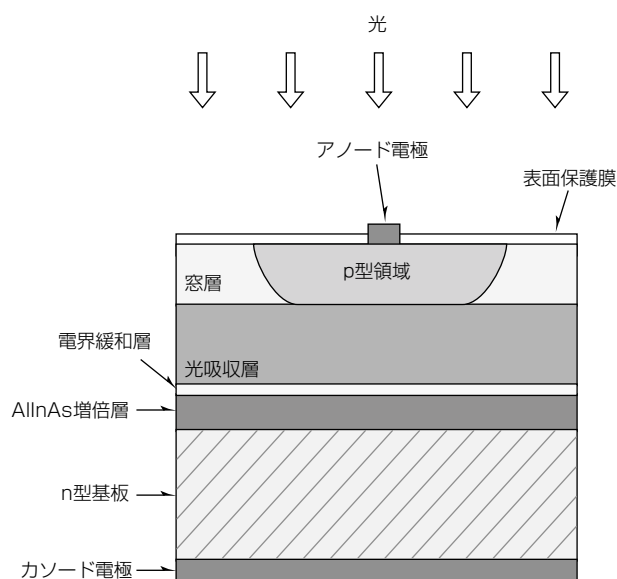 光
アノード電極
表面保護膜
p型領域
窓層
電界緩和層
光吸収層
AlInAs増倍層
n型基板
カソード電極